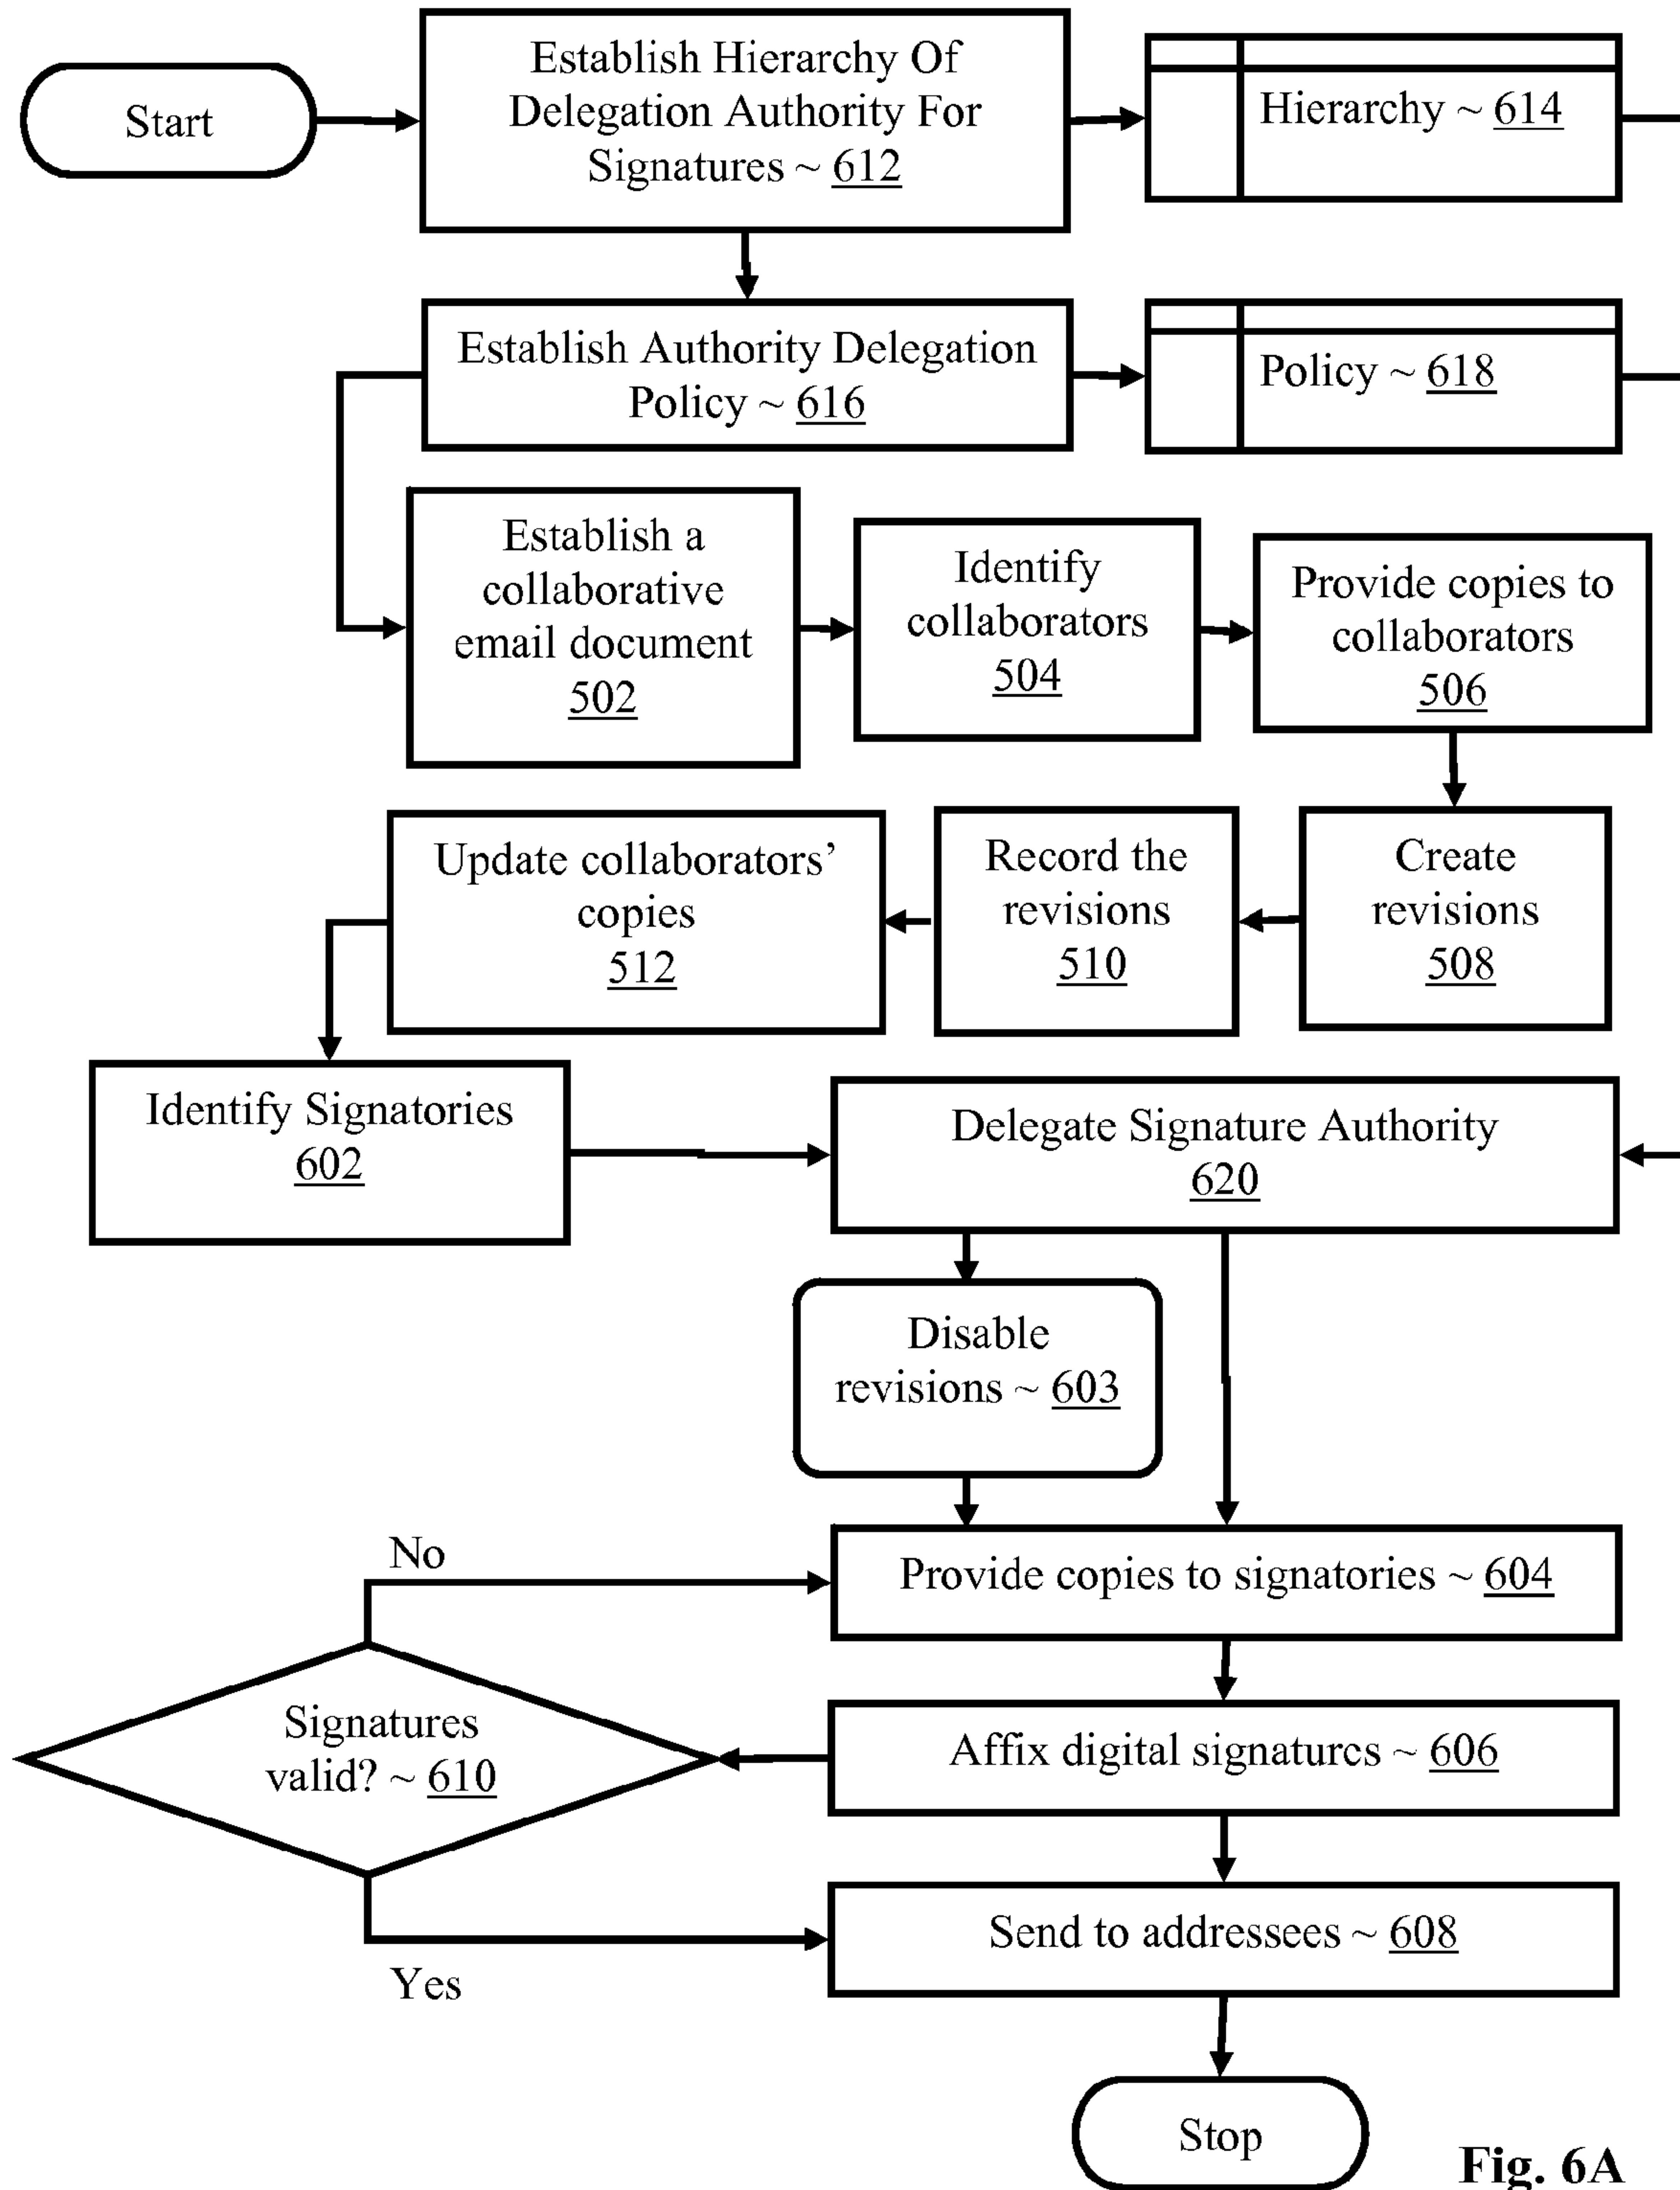 Start
Establish Hierarchy Of
Delegation Authority For
Signatures ~ 612
Hierarchy ~ 614
Establish Authority Delegation
Policy ~ 616
Policy ~ 618
Establish a
collaborative
email document
502
Identify
collaborators
504
Provide copies to
collaborators
506
Update collaborators’
copies
512
Record the
revisions
510
Create
revisions
508
Identify Signatories
602
Delegate Signature Authority
620
Disable
revisions ~ 603
No
Provide copies to signatories ~ 604
Signatures
valid? ~ 610
Affix digital signatures ~ 606
Send to addressees ~ 608
Yes
Stop
Fig. 6A